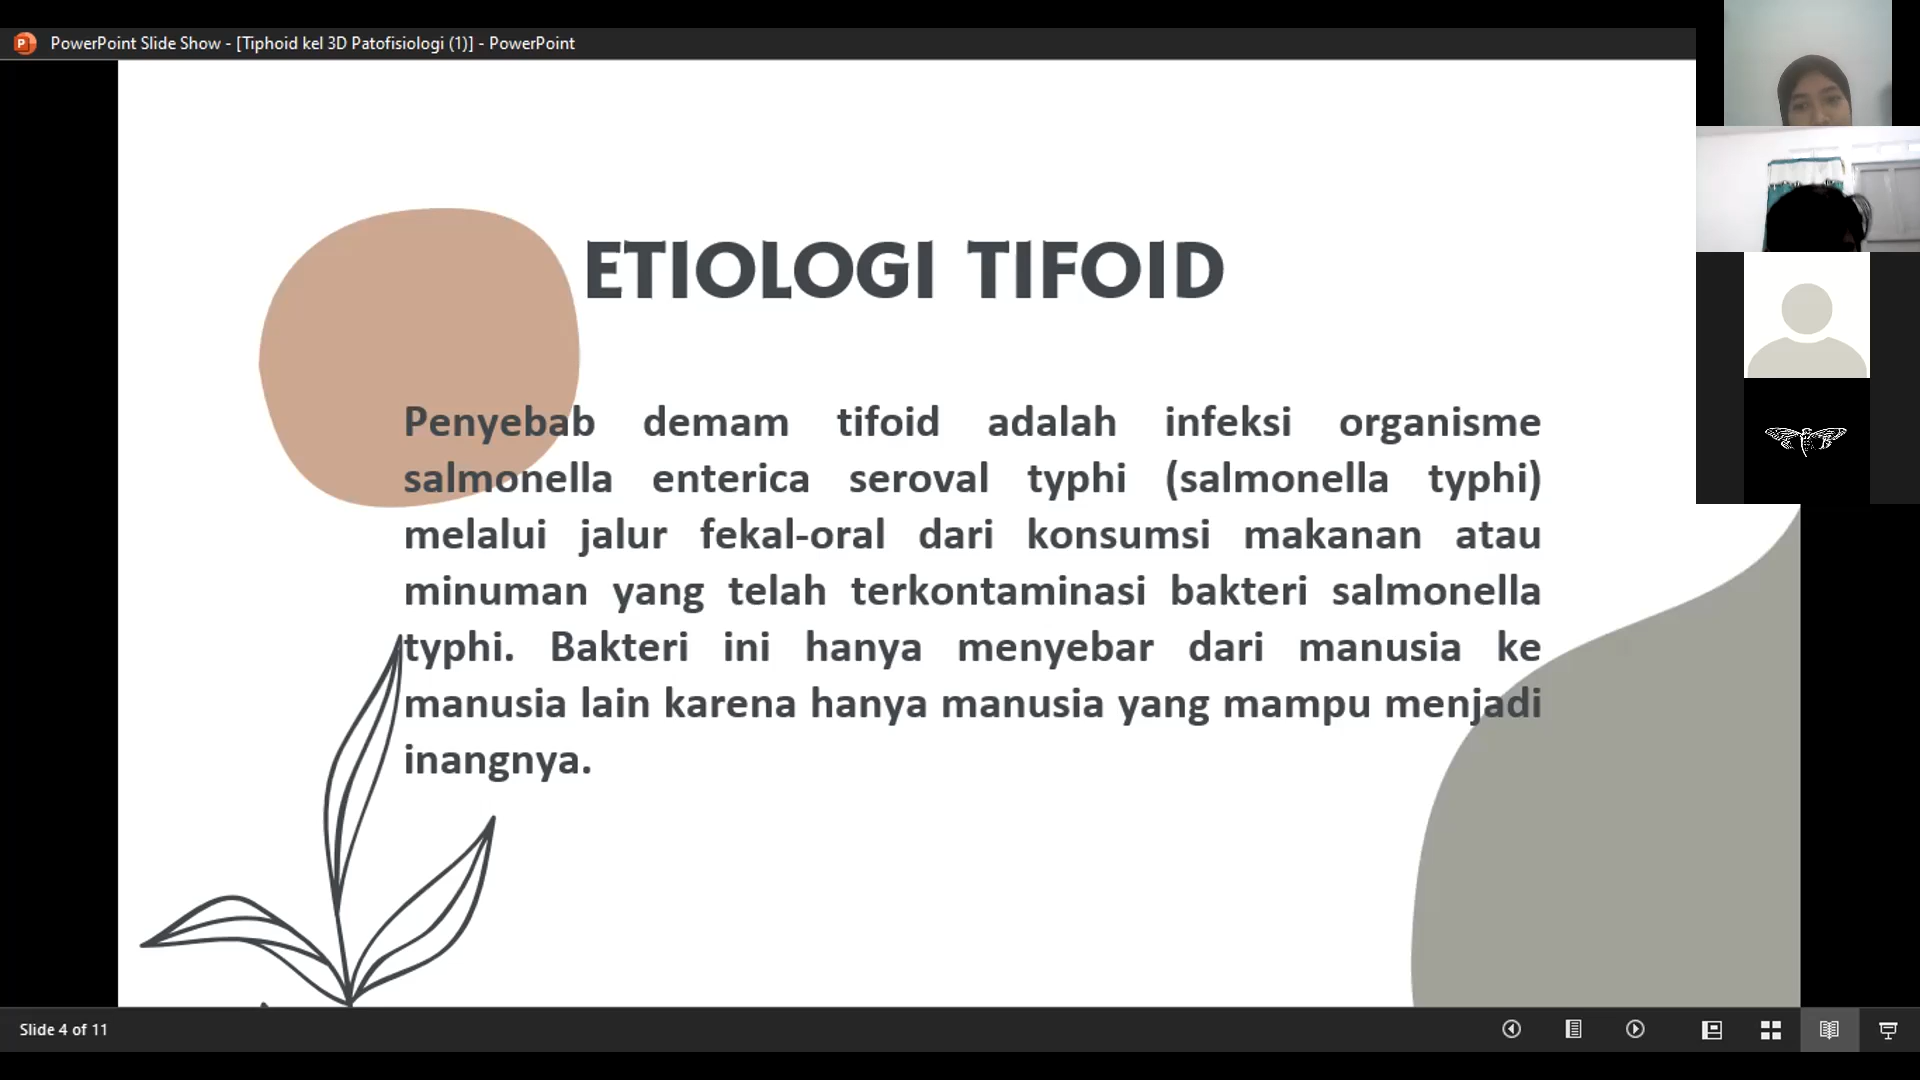 PowerPoint Slide Show - [Tiphoid kel 3D Patofisiologi (1)] - PowerPoint
ETIOLOGI TIFOID
Penyebab demam tifoid adalah infeksi organisme
salmonella enterica seroval typhi (salmonella typhi)
melalui jalur fekal-oral dari konsumsi makanan atau
minuman yang telah terkontaminasi bakteri salmonella
typhi. Bakteri ini hanya menyebar dari manusia ke
manusia lain karena hanya manusia yang mampu menjadi
inangnya.
Slide 4 of 11